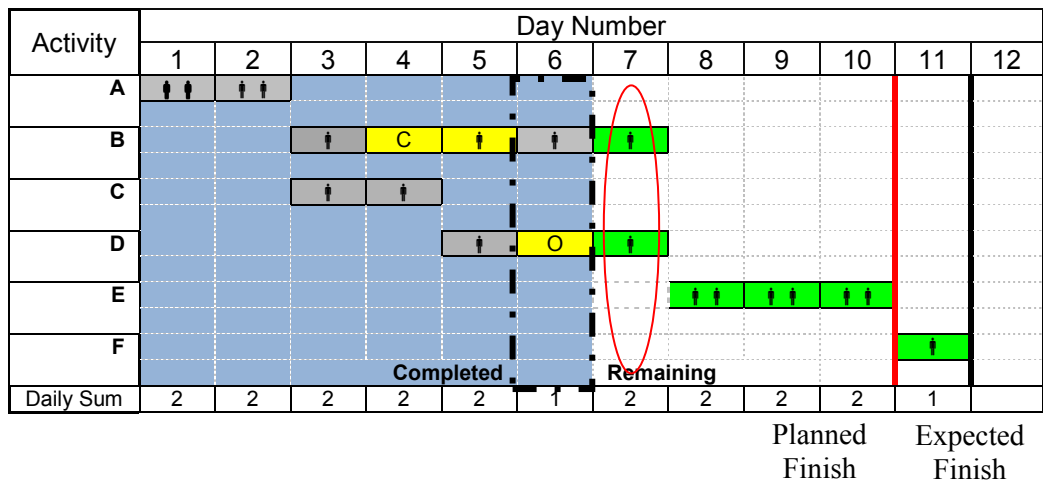 Activity Day Number
1 2 3 4 5 6 7 8 9 10 11 12
A
B C
C
D O
E
F
Completed Remaining
Daily Sum 2 2 2 2 2 1 2 2 2 2 1
Planned Expected
Finish Finish